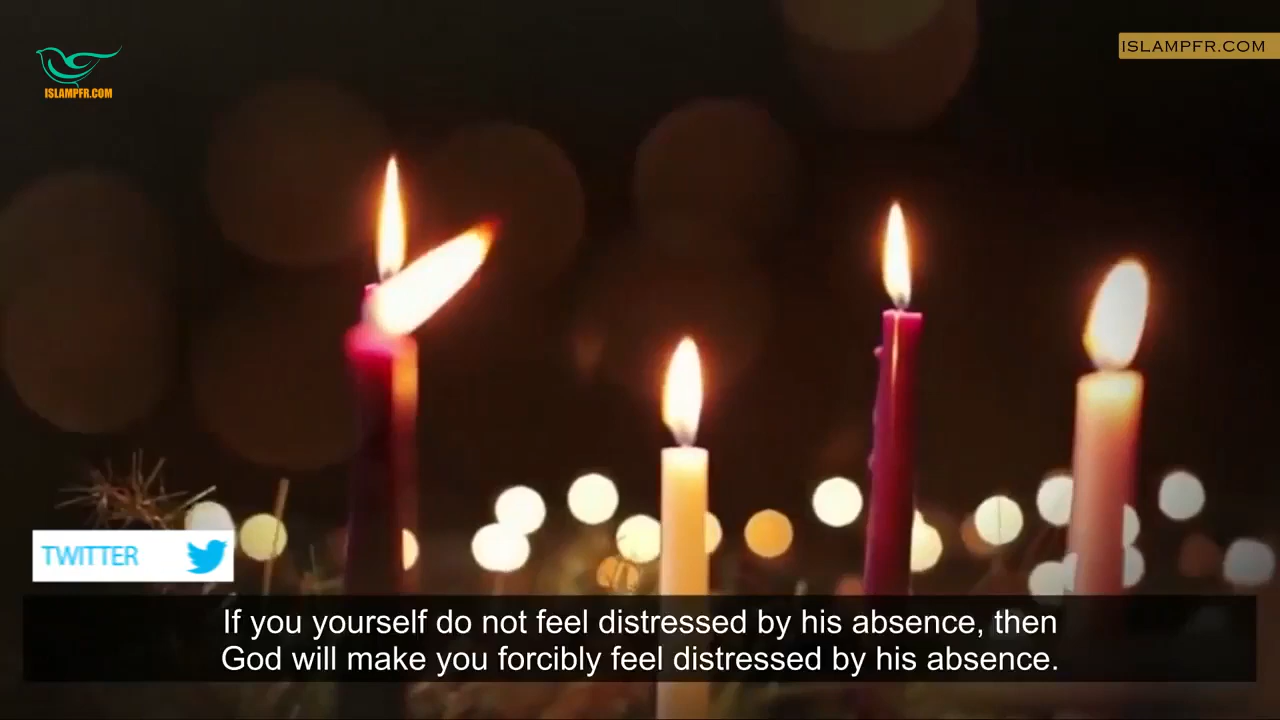 ISLAMPFR.COM
ISLAMPFR.COM
TWITTER
If you yourself do not feel distressed by his absence, then
God will make you forcibly feel distressed by his absence.